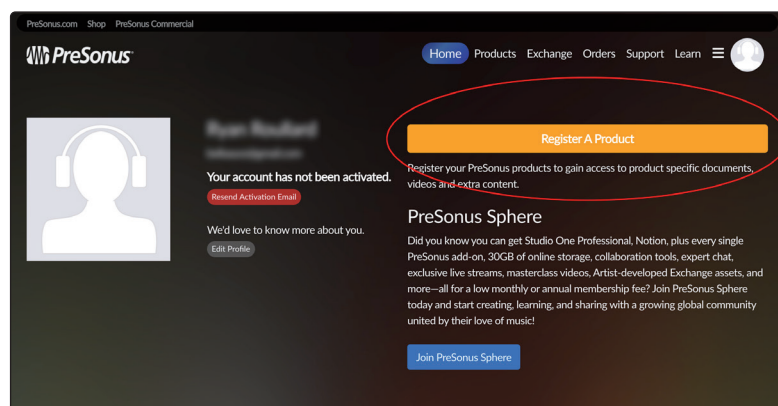 PreSonus.com Shop PreSonus Commercial
PreSonus
Home Products Exchange Orders Support Learn
Register A Product
Your account has not been activated.
Resend Activation Email
Register your PreSonus products to gain access to product specific documents,
videos and extra content.
We'd love to know more about you.
Edit Profile
PreSonus Sphere
Did you know you can get Studio One Professional, Notion, plus every single
PreSonus add-on, 30GB of online storage, collaboration tools, expert chat,
exclusive live streams, masterclass videos, Artist-developed Exchange assets, and
more—all for a low monthly or annual membership fee? Join PreSonus Sphere
today and start creating, learning, and sharing with a growing global community
united by their love of music!
Join PreSonus Sphere